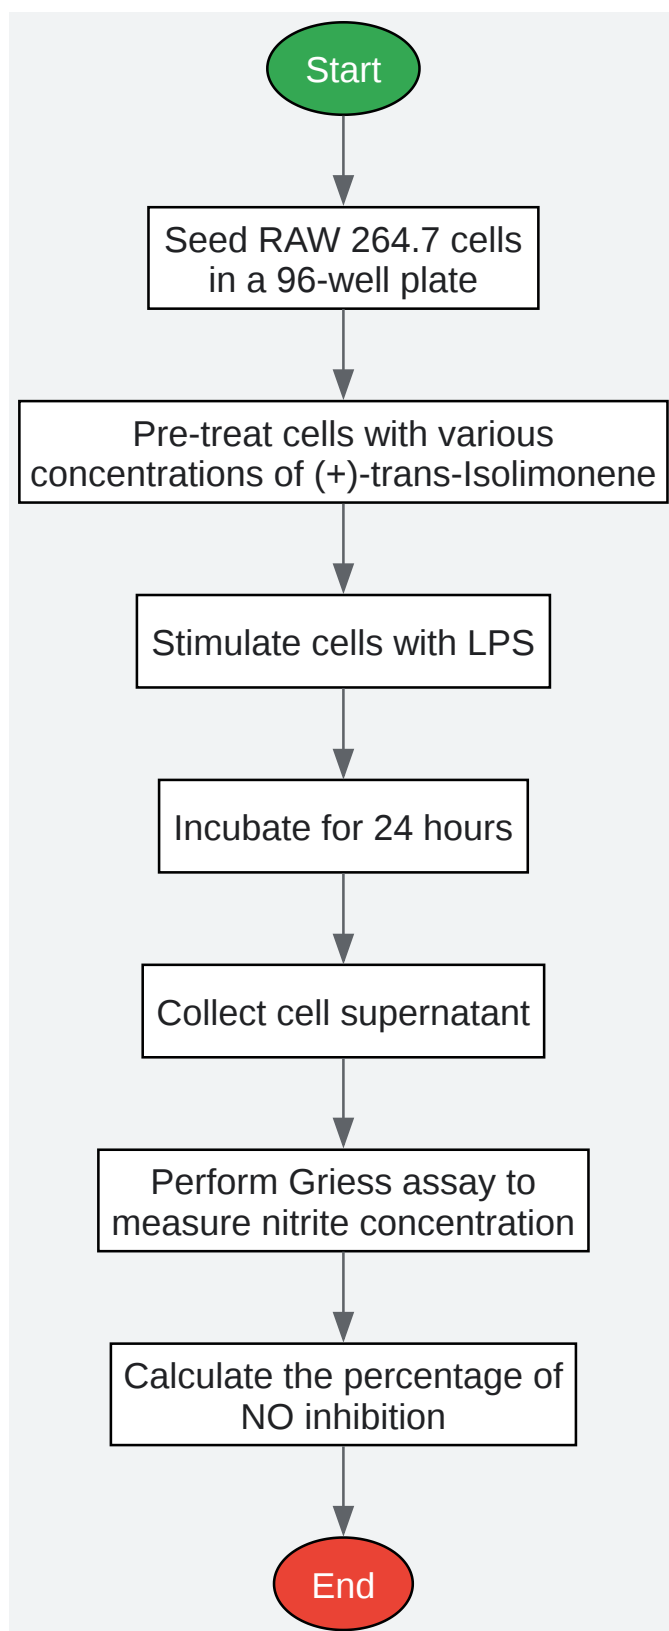 Start
Seed RAW 264.7 cells
in a 96-well plate
Pre-treat cells with various
concentrations of (+)-trans-Isolimonene
Stimulate cells with LPS
Incubate for 24 hours
Collect cell supernatant
Perform Griess assay to
measure nitrite concentration
Calculate the percentage of
NO inhibition
End